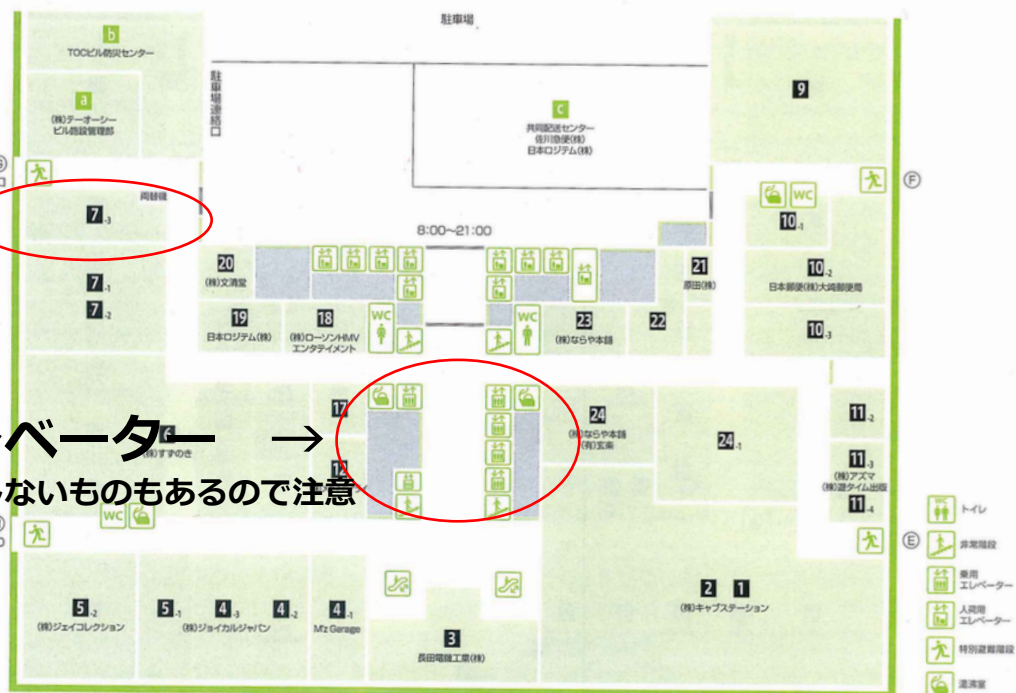 駐車場
b
TOCビル防災センター
a
(株)テーオーシー
ビル施設管理部
駐車場連絡口
c
共同配送センター
佐川急便(株)
日本ロジテム(株)
9
両替機
7-3
8:00~21:00
WC
10-1
F
20
(株)文清堂
21
原田(株)
10-2
日本郵便(株)大崎郵便局
7-1
7-2
19
日本ロジテム(株)
18
(株)ローソンHMV
エンタテイメント
WC
WC
23
(株)ならや本舗
22
10-3
17
24
(株)ならや本舗
(有)玄東
24-1
11-2
ベーター →
6
(株)すずのき
12
ないものもあるので注意
11-3
(株)アズマ
(株)遊タイム出版
11-4
WC
E
5-2
(株)ジェイコレクション
5-1
4-3
4-2
(株)ジョイカルジャパン
4-1
M'z Garage
3
長田電機工業(株)
2 1
(株)キャブステーション
トイレ
非常階段
乗用
エレベーター
人荷用
エレベーター
特別避難階段
湯沸室